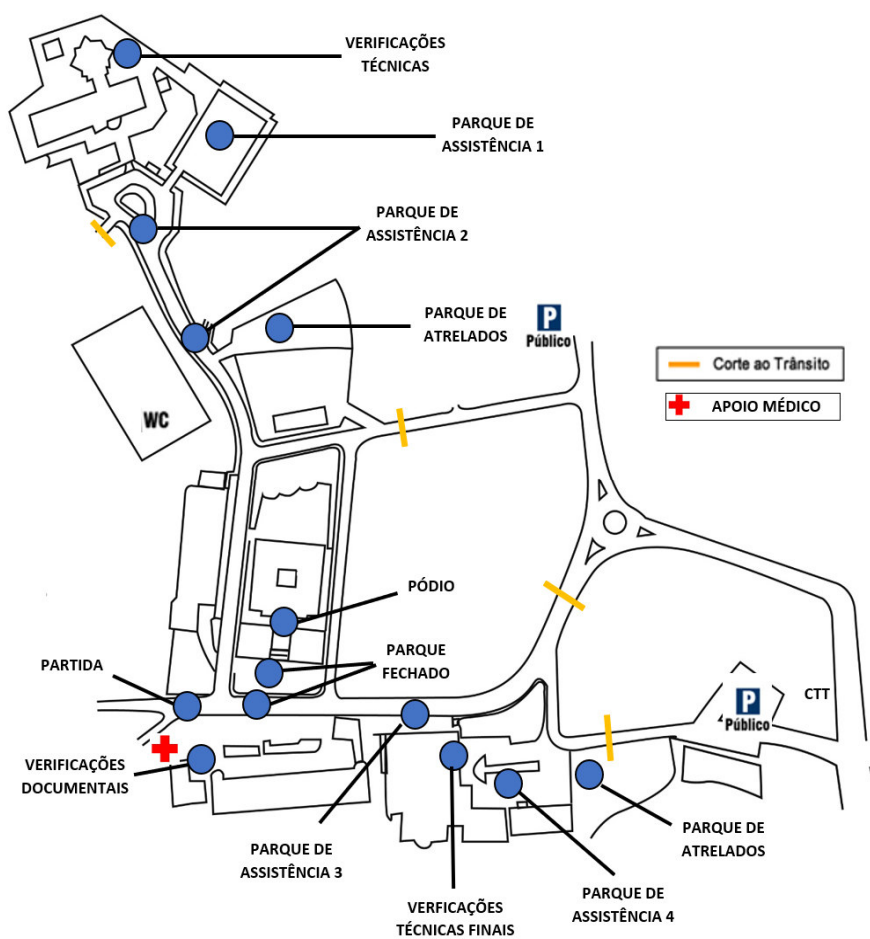 VERIFICAÇÕES
TÉCNICAS
PARQUE DE
ASSISTÊNCIA 1
PARQUE DE
ASSISTÊNCIA 2
PARQUE DE
ATRELADOS
P
Público
Corte ao Trânsito
APOIO MÉDICO
WC
PÓDIO
PARQUE
FECHADO
PARTIDA
CTT
P
Público
VERIFICAÇÕES
DOCUMENTAIS
PARQUE DE
ASSISTÊNCIA 3
PARQUE DE
ATRELADOS
PARQUE DE
ASSISTÊNCIA 4
VERFICAÇÕES
TÉCNICAS FINAIS